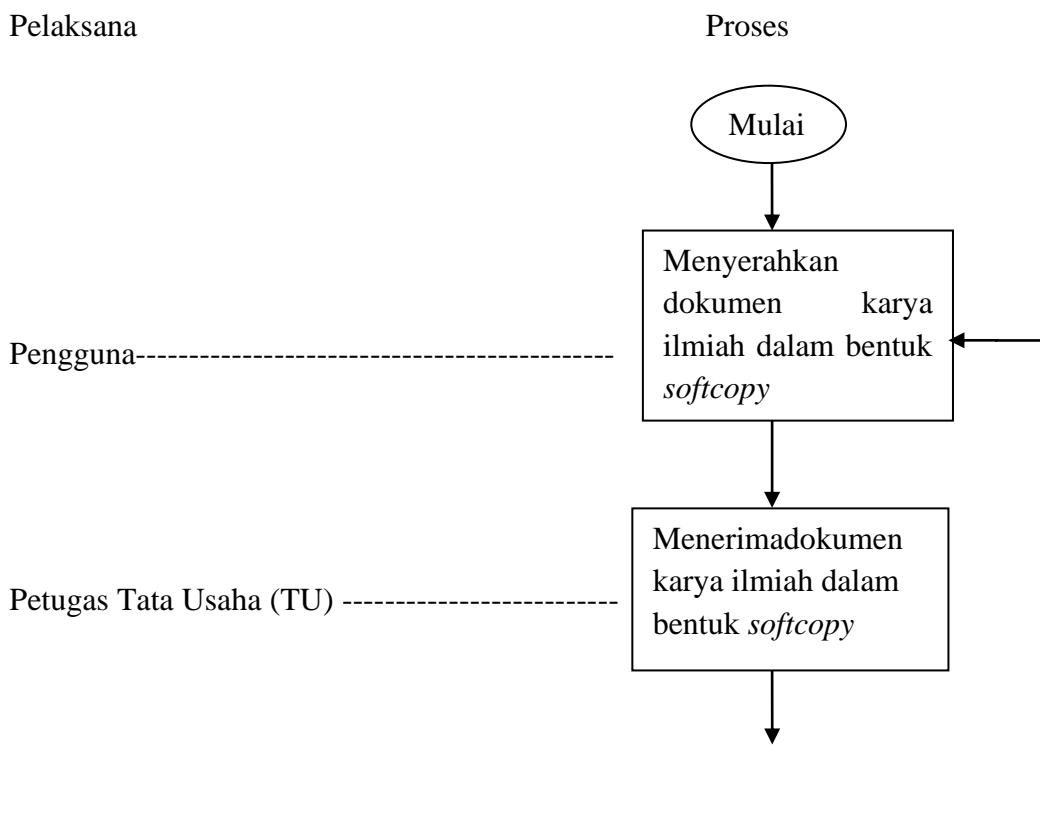 Pelaksana Proses
Mulai
Menyerahkan
dokumen karya
ilmiah dalam bentuk
softcopy
Pengguna---------------------------------------------
Menerimadokumen
karya ilmiah dalam
bentuk softcopy
Petugas Tata Usaha (TU) --------------------------